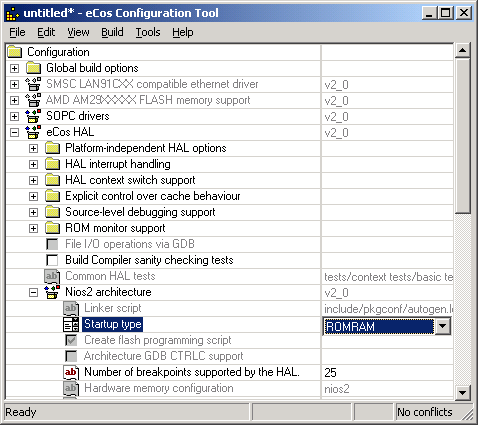 untitled* - eCos Configuration Tool
File Edit View Build Tools Help
Configuration
Global build options
SMSC LAN91CXX compatible ethernet driver v2_0
AMD AM29XXXXX FLASH memory support v2_0
SOPC drivers v2_0
eCos HAL v2_0
Platform-independent HAL options
HAL interrupt handling
HAL context switch support
Explicit control over cache behaviour
Source-level debugging support
ROM monitor support
File I/O operations via GDB
Build Compiler sanity checking tests
ab Common HAL tests tests/context tests/basic te
Nios2 architecture v2_0
ab Linker script include/pkgconf/autogen.l
Startup type ROMRAM
Create flash programming script
Architecture GDB CTRLC support
ab Number of breakpoints supported by the HAL. 25
ab Hardware memory configuration nios2
Ready No conflicts